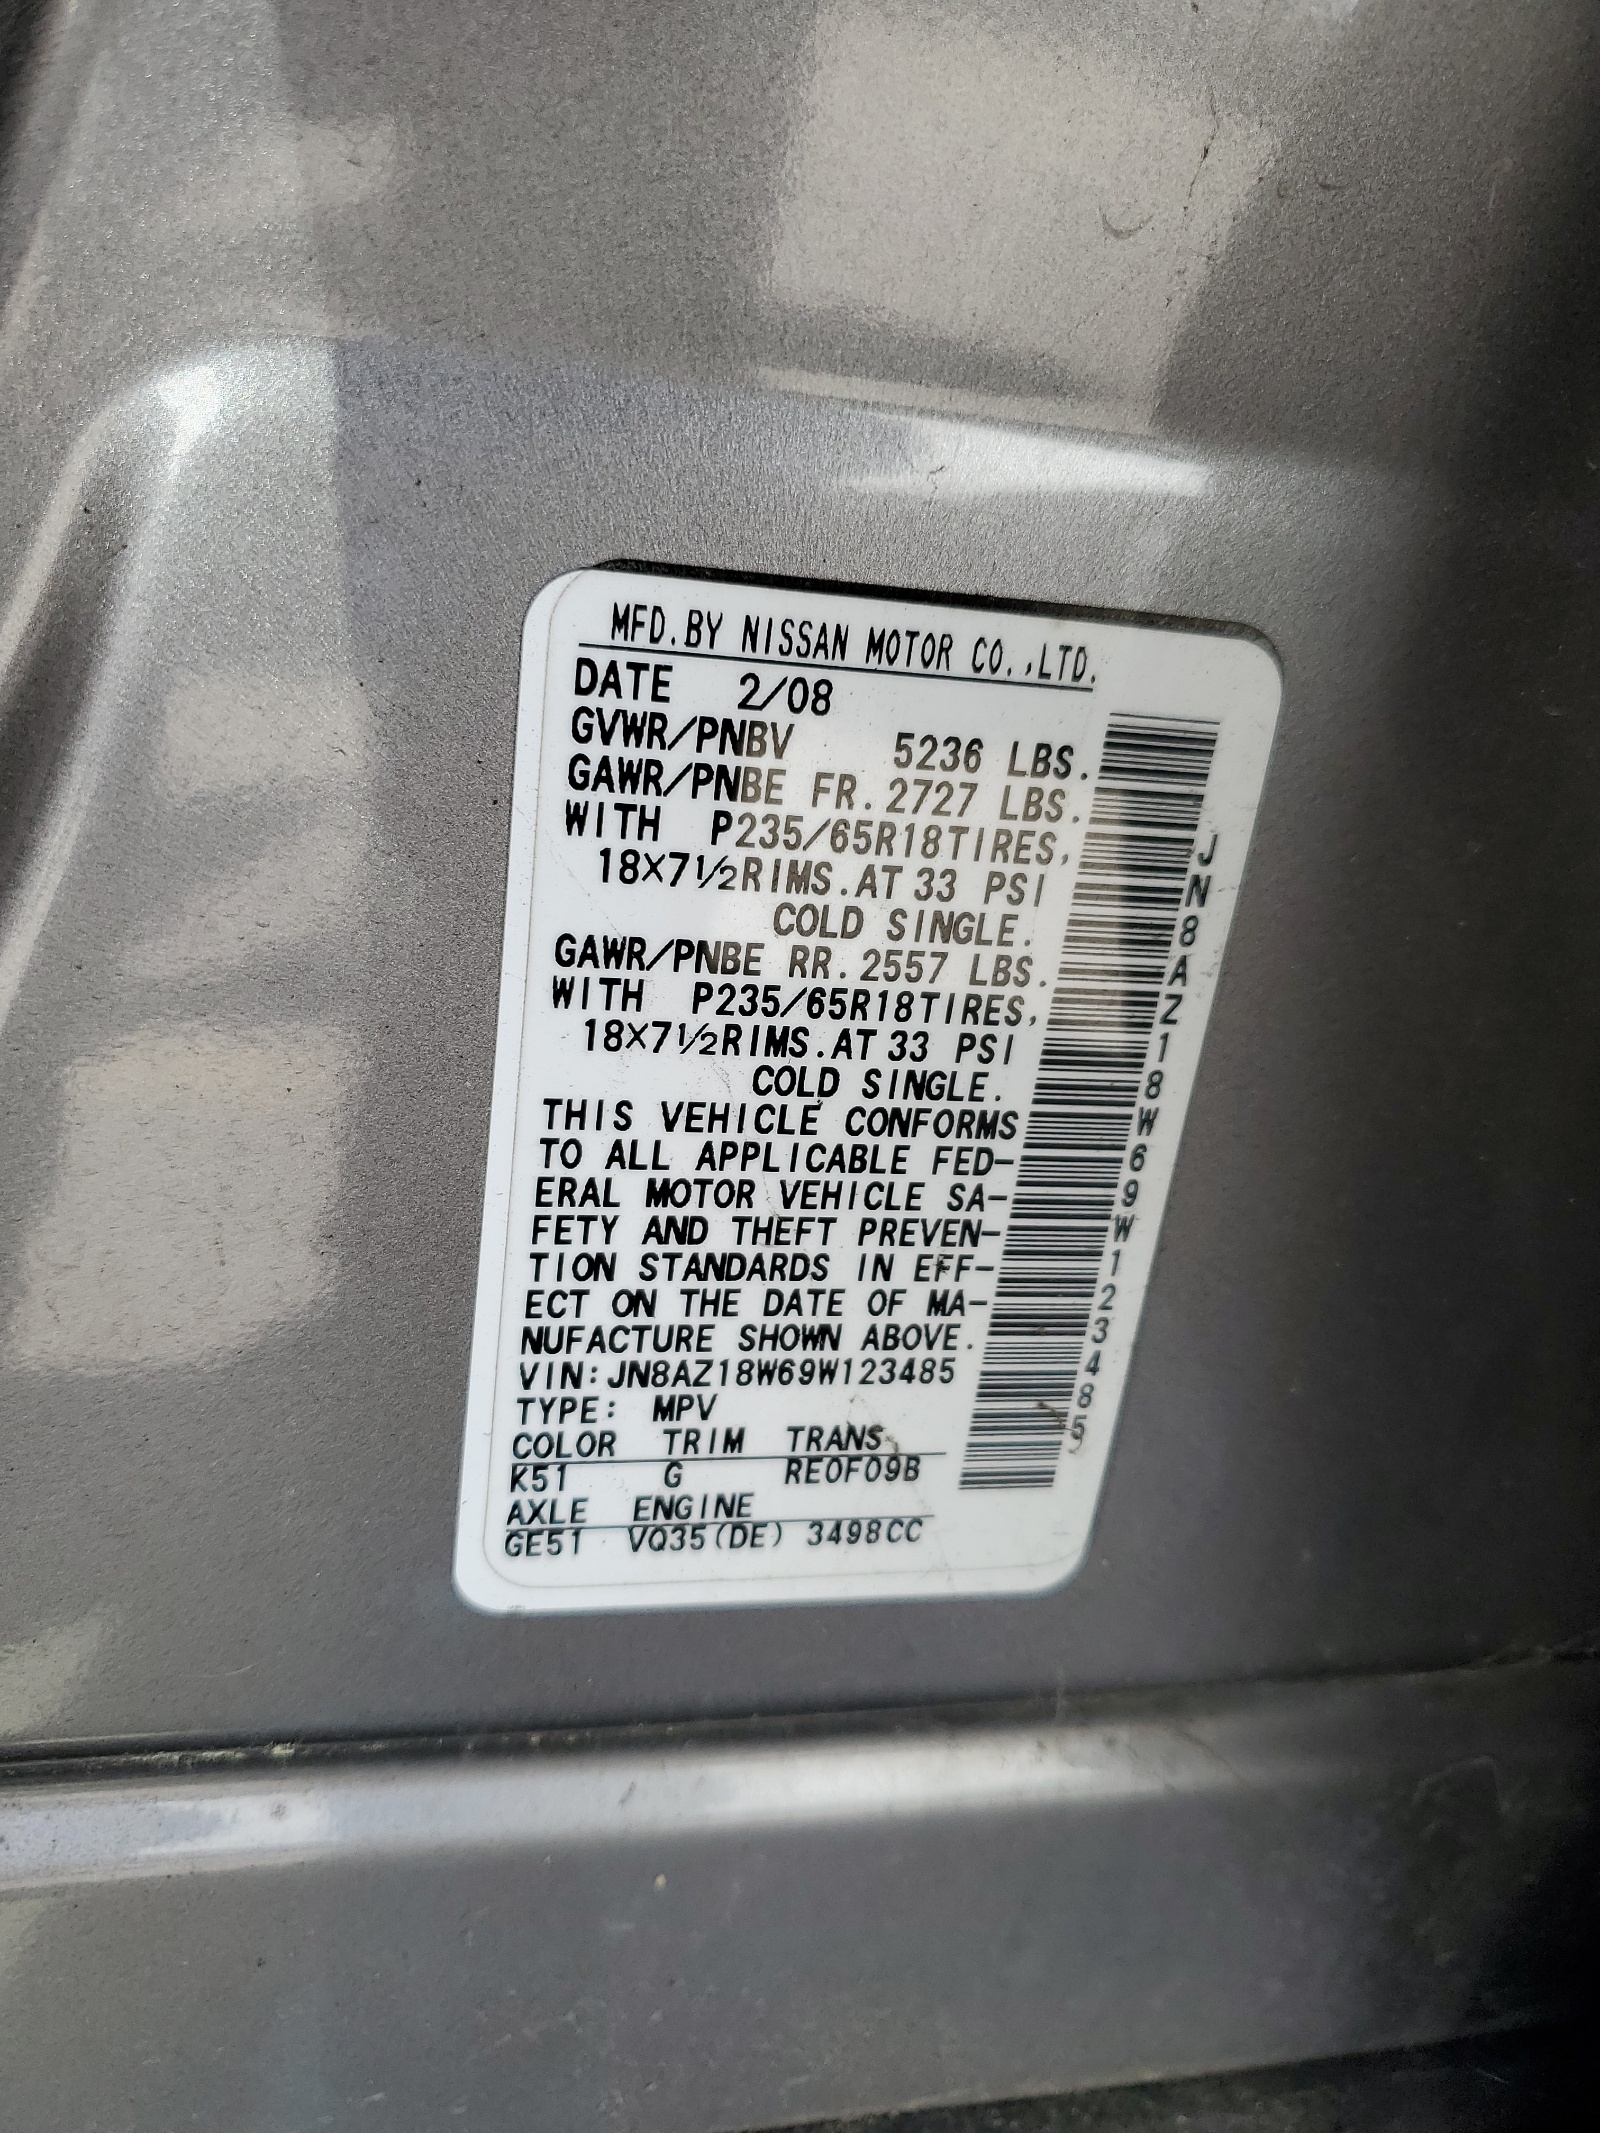 MFD.BY NISSAN MOTOR CO.,LTD.
DATE 2/08
GVWR/PNBV 5236 LBS.
GAWR/PNBE FR.2727 LBS.
WITH P235/65R18TIRES,
18X7½RIMS.AT 33 PSI
COLD SINGLE.
GAWR/PNBE RR.2557 LBS.
WITH P235/65R18TIRES,
18X7½RIMS.AT 33 PSI
COLD SINGLE.
THIS VEHICLE CONFORMS
TO ALL APPLICABLE FED-
ERAL MOTOR VEHICLE SA-
FETY AND THEFT PREVEN-
TION STANDARDS IN EFF-
ECT ON THE DATE OF MA-
NUFACTURE SHOWN ABOVE.
VIN:JN8AZ18W69W123485
TYPE: MPV
COLOR TRIM TRANS
K51 G RE0F09B
AXLE ENGINE
GE51 VQ35(DE) 3498CC
JN8AZ18W69W123485